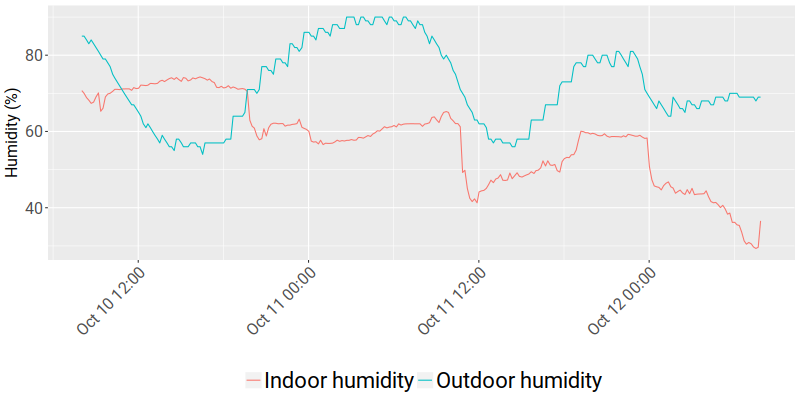 Humidity (%)
80
60
40
Oct 10 12:00
Oct 11 00:00
Oct 11 12:00
Oct 12 00:00
Indoor humidity
Outdoor humidity